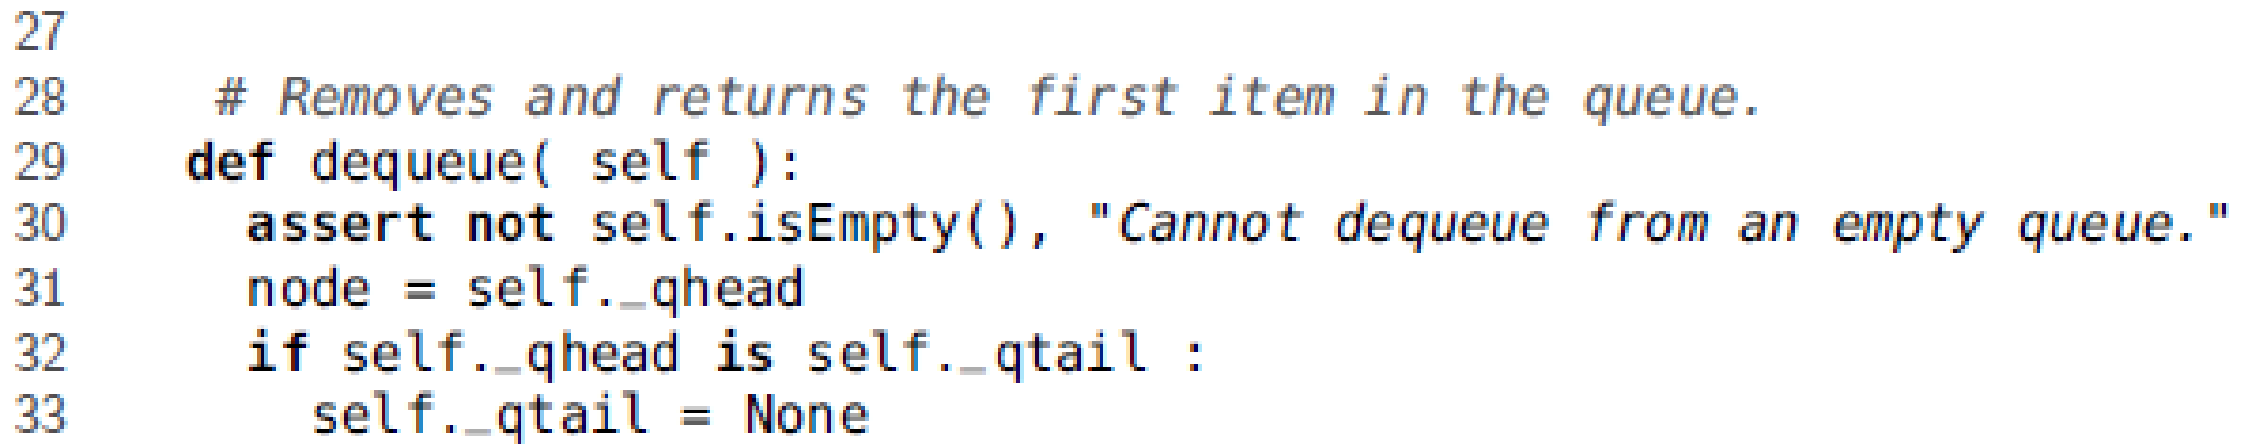 27
28 # Removes and returns the first item in the queue.
29 def dequeue( self ):
30 assert not self.isEmpty(), "Cannot dequeue from an empty queue."
31 node = self._qhead
32 if self._qhead is self._qtail :
33 self._qtail = None